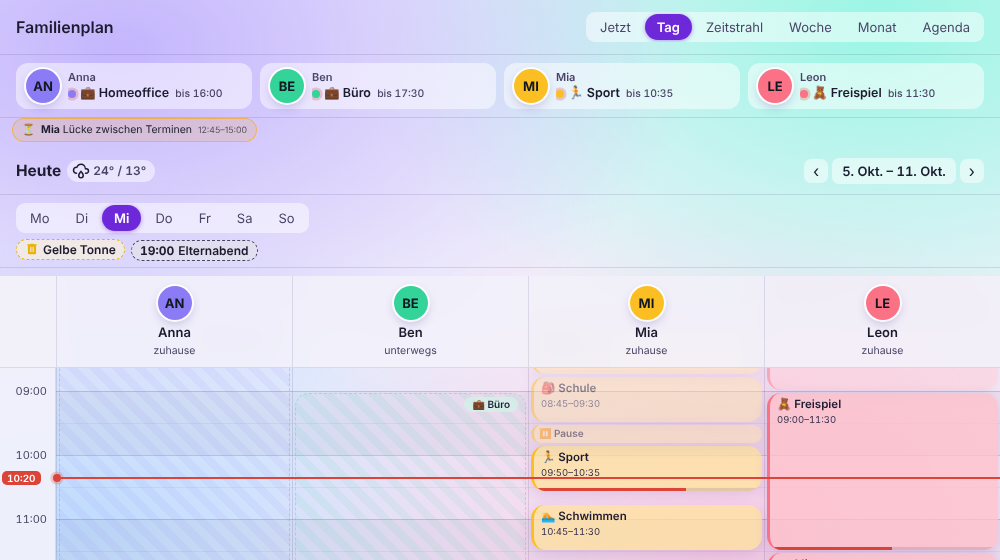 Familienplan
Jetzt Tag Zeitstrahl Woche Monat Agenda
AN Anna
💼 Homeoffice bis 16:00
BE Ben
💼 Büro bis 17:30
MI Mia
🏃 Sport bis 10:35
LE Leon
🧸 Freispiel bis 11:30
⏳ Mia Lücke zwischen Terminen 12:45–15:00
Heute 24° / 13°
‹ 5. Okt. – 11. Okt. ›
Mo Di Mi Do Fr Sa So
Gelbe Tonne 19:00 Elternabend
AN BE MI LE
Anna Ben Mia Leon
zuhause unterwegs zuhause zuhause
🎒 Schule
08:45–09:30
09:00
💼 Büro
🧸 Freispiel
09:00–11:30
⏸ Pause
10:00
🏃 Sport
09:50–10:35
10:20
11:00
🏊 Schwimmen
10:45–11:30